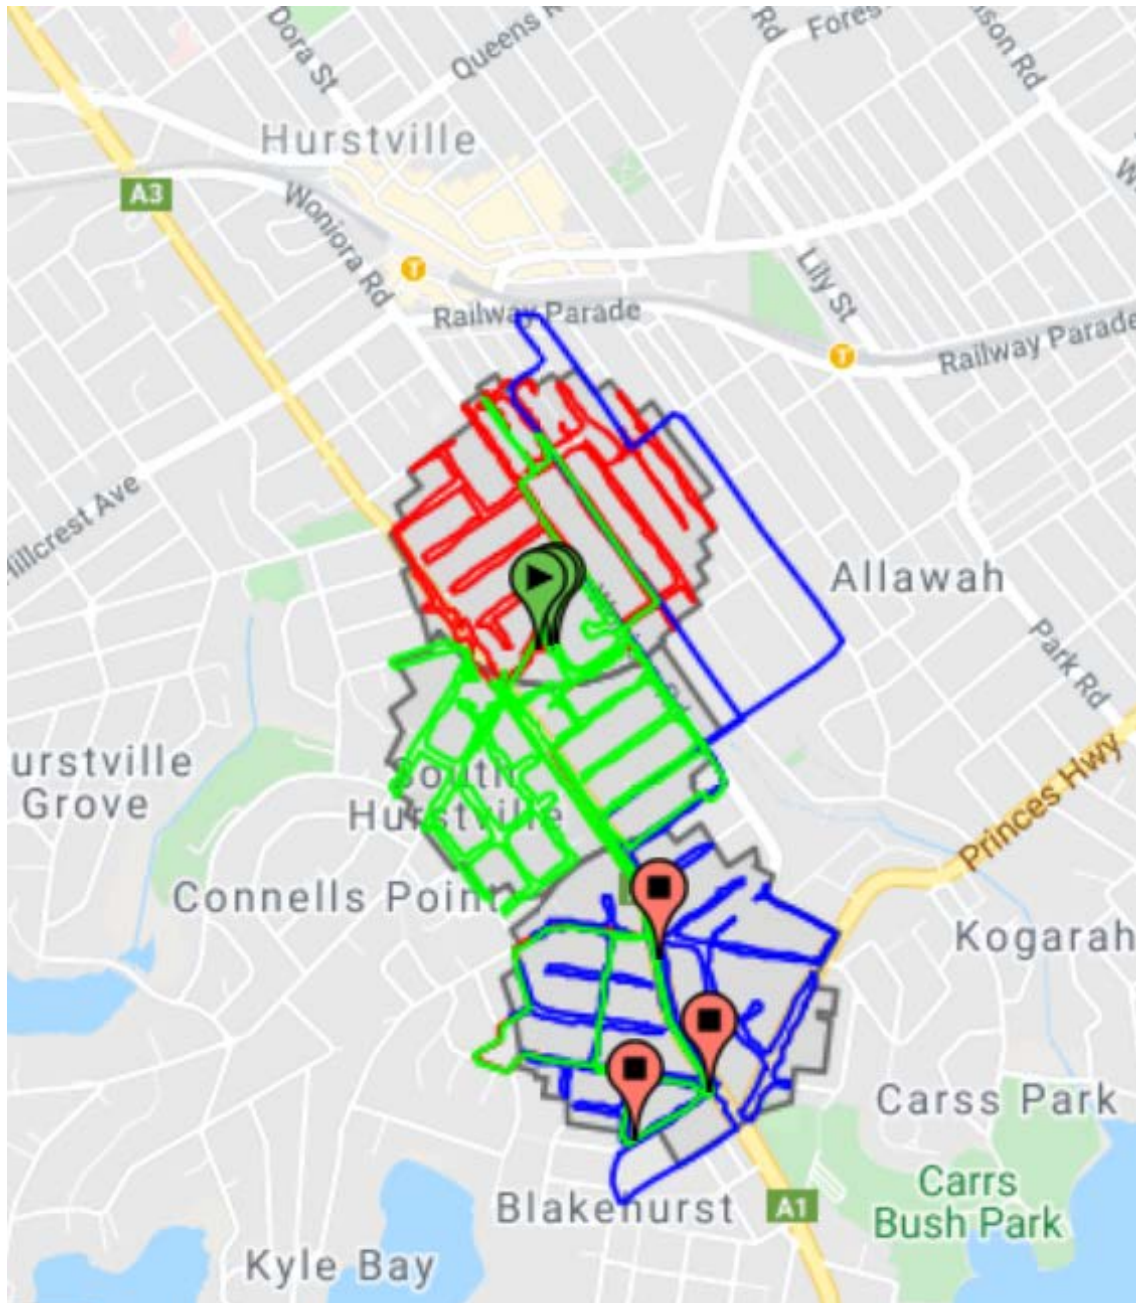 Dora St
Queens R
Rd
Fores
son Rd
Hurstville
A3
Woniora Rd
T
Lily St
Railway Parade
T
Railway Parade
Hillcrest Ave
Allawah
Park Rd
urstville
Grove
South
Hurstville
Princes Hwy
Connells Point
Kogarah
Carss Park
Carrs
Bush Park
Blakehurst
A1
Kyle Bay